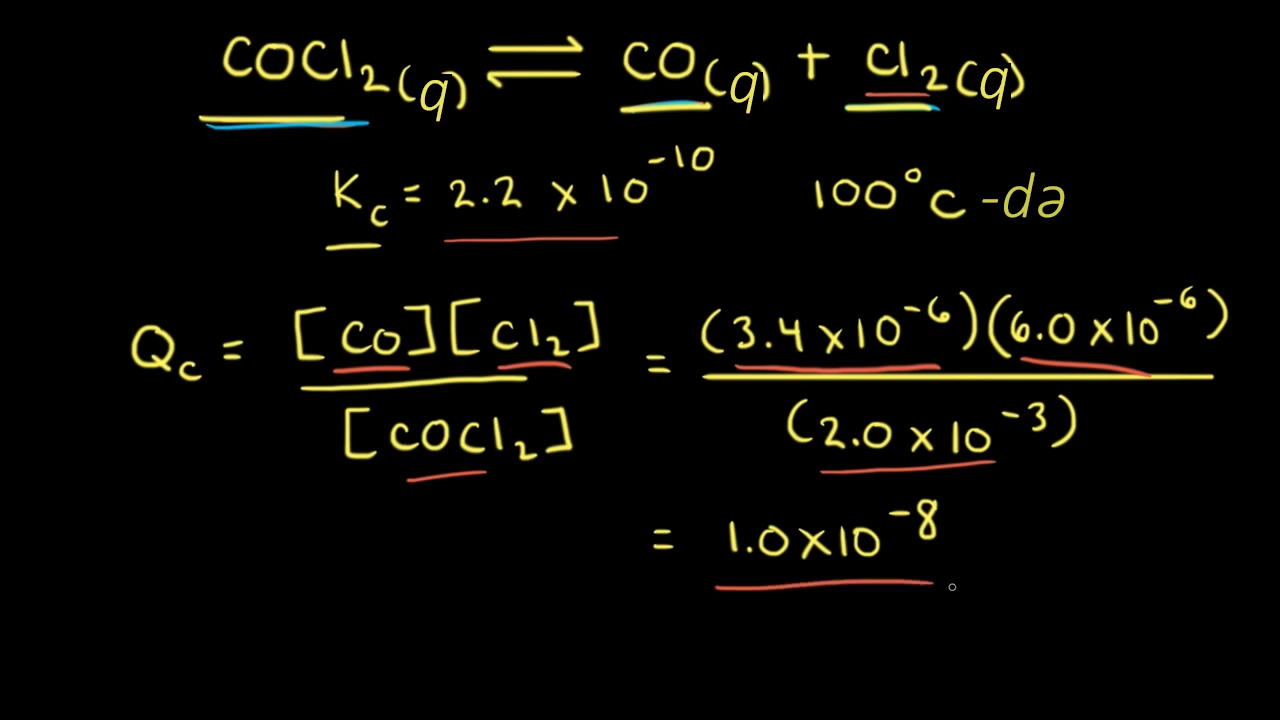 COCl₂(q) ⇌ CO(q) + Cl₂(q)
Kc = 2.2 x 10⁻¹⁰ 100°C -də
Qc = [CO][Cl₂] / [COCl₂] = (3.4 x 10⁻⁶)(6.0 x 10⁻⁶) / (2.0 x 10⁻³)
= 1.0 x 10⁻⁸